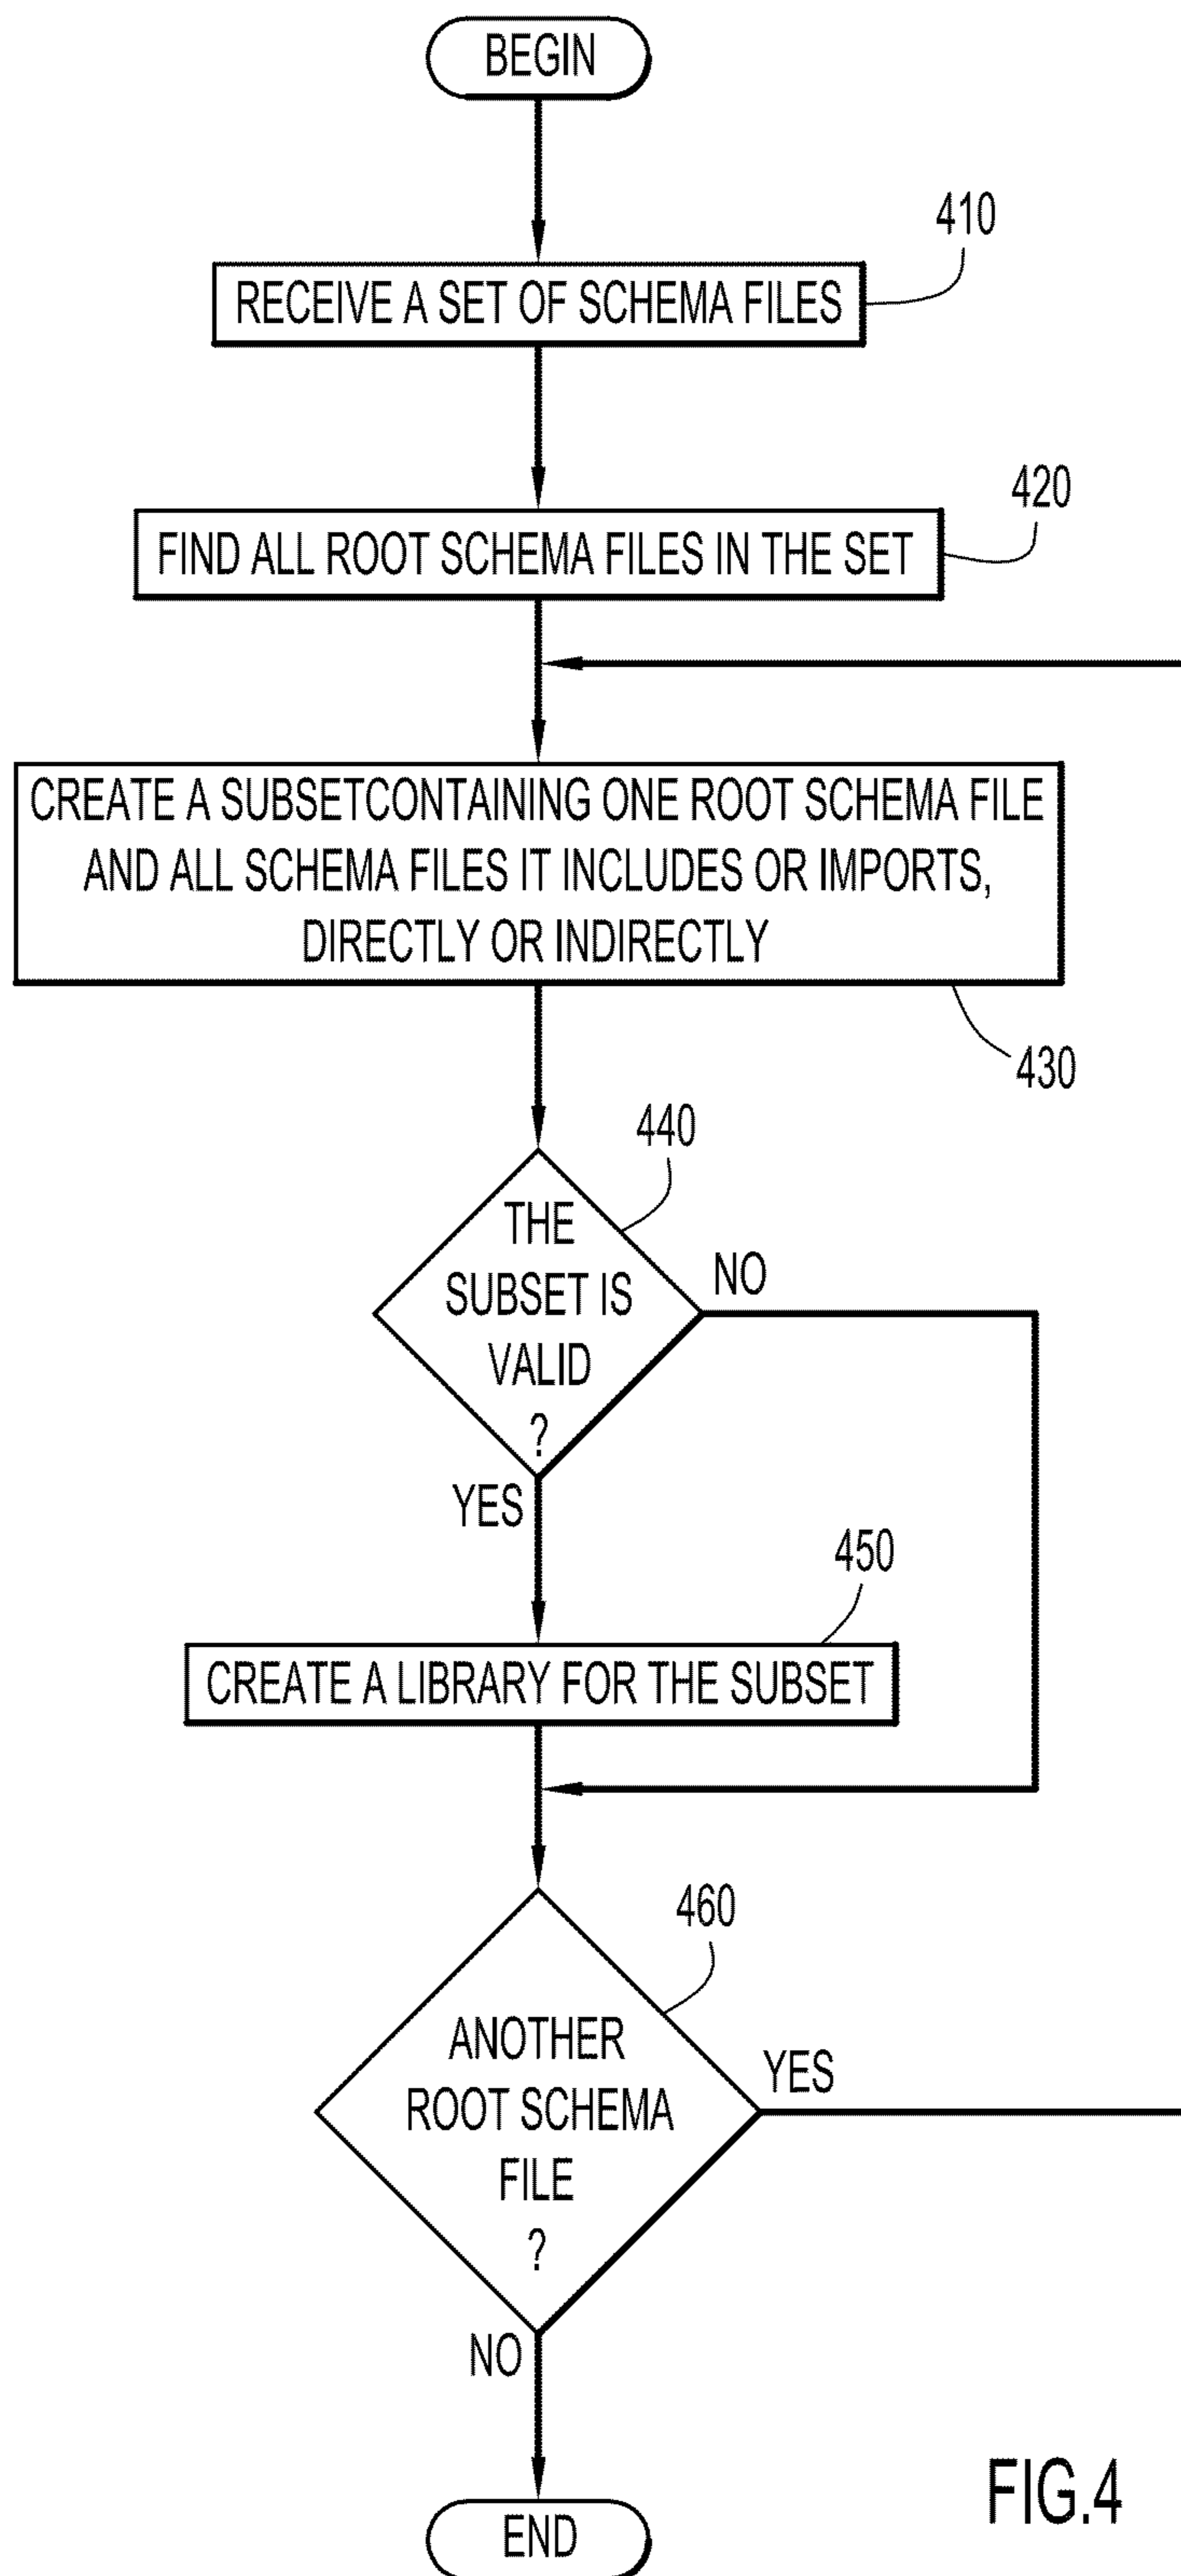 BEGIN
410
RECEIVE A SET OF SCHEMA FILES
420
FIND ALL ROOT SCHEMA FILES IN THE SET
CREATE A SUBSETCONTAINING ONE ROOT SCHEMA FILE
AND ALL SCHEMA FILES IT INCLUDES OR IMPORTS,
DIRECTLY OR INDIRECTLY
430
440
THE
SUBSET IS
VALID
?
NO
YES
450
CREATE A LIBRARY FOR THE SUBSET
460
ANOTHER
ROOT SCHEMA
FILE
?
YES
NO
END
FIG.4